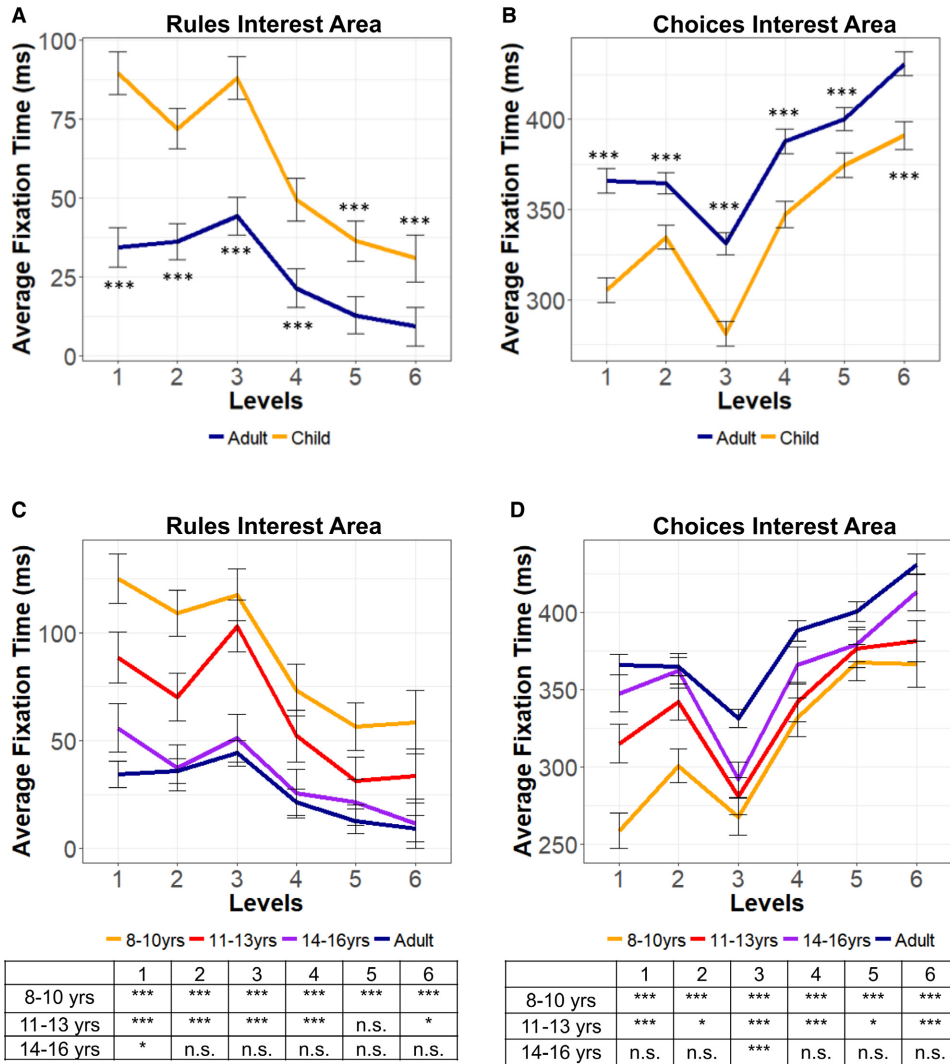 A
Rules Interest Area
Average Fixation Time (ms)
100
75
50
25
0
***
***
***
***
***
***
1 2 3 4 5 6
Levels
Adult Child
B
Choices Interest Area
Average Fixation Time (ms)
400
350
300
***
***
***
***
***
***
1 2 3 4 5 6
Levels
Adult Child
C
Rules Interest Area
Average Fixation Time (ms)
100
50
0
1 2 3 4 5 6
Levels
8-10yrs 11-13yrs 14-16yrs Adult
1 2 3 4 5 6
8-10 yrs *** *** *** *** *** ***
11-13 yrs *** *** *** *** n.s. *
14-16 yrs * n.s. n.s. n.s. n.s. n.s.
D
Choices Interest Area
Average Fixation Time (ms)
400
350
300
250
1 2 3 4 5 6
Levels
8-10yrs 11-13yrs 14-16yrs Adult
1 2 3 4 5 6
8-10 yrs *** *** *** *** *** ***
11-13 yrs *** * *** *** * ***
14-16 yrs n.s. n.s. *** n.s. n.s. n.s.